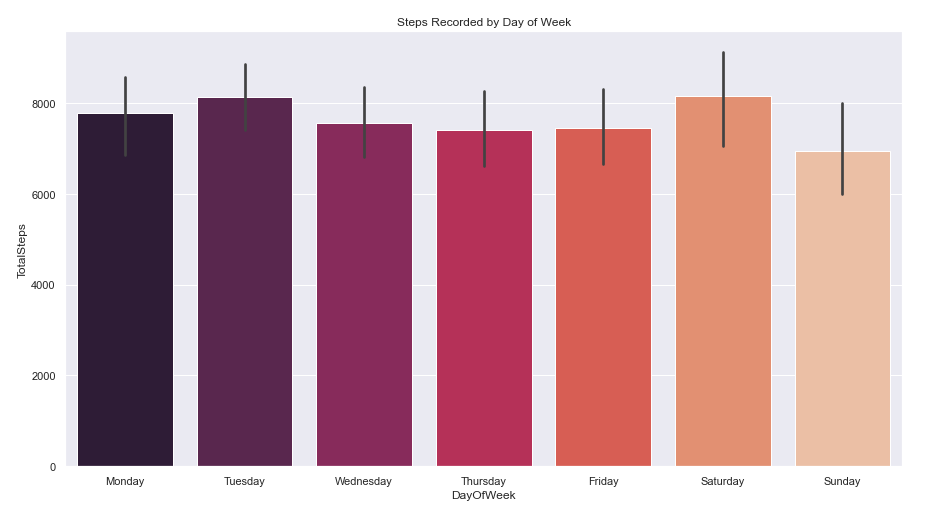 Steps Recorded by Day of Week
TotalSteps
8000
6000
4000
2000
0
Monday Tuesday Wednesday Thursday Friday Saturday Sunday
DayOfWeek